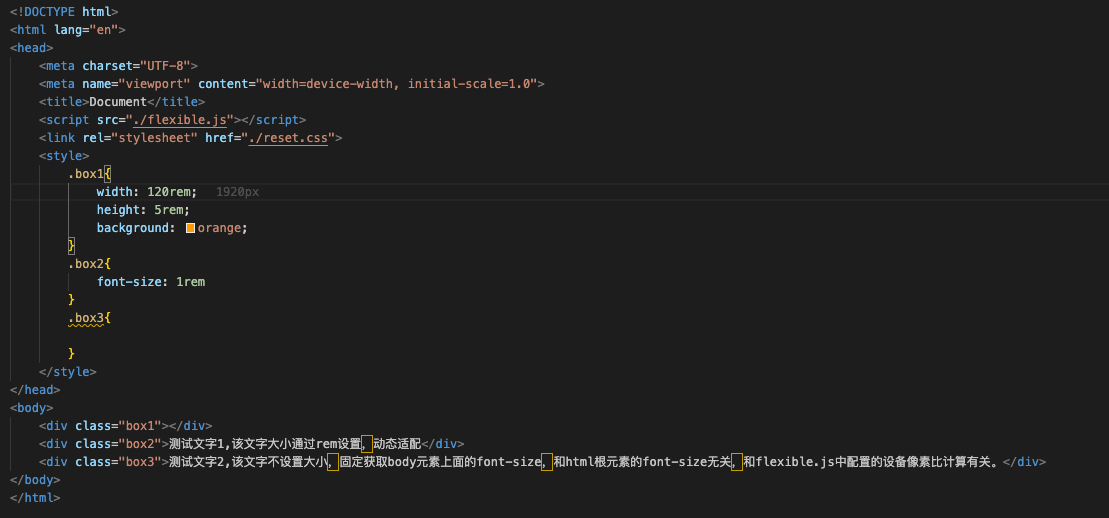 <!DOCTYPE html>
<html lang="en">
<head>
    <meta charset="UTF-8">
    <meta name="viewport" content="width=device-width, initial-scale=1.0">
    <title>Document</title>
    <script src="./flexible.js"></script>
    <link rel="stylesheet" href="./reset.css">
    <style>
        .box1{
            width: 120rem;  1920px
            height: 5rem;
            background: orange;
        }
        .box2{
            font-size: 1rem
        }
        .box3{

        }
    </style>
</head>
<body>
    <div class="box1"></div>
    <div class="box2">测试文字1,该文字大小通过rem设置，动态适配</div>
    <div class="box3">测试文字2,该文字不设置大小，固定获取body元素上面的font-size，和html根元素的font-size无关，和flexible.js中配置的设备像素比计算有关。</div>
</body>
</html>